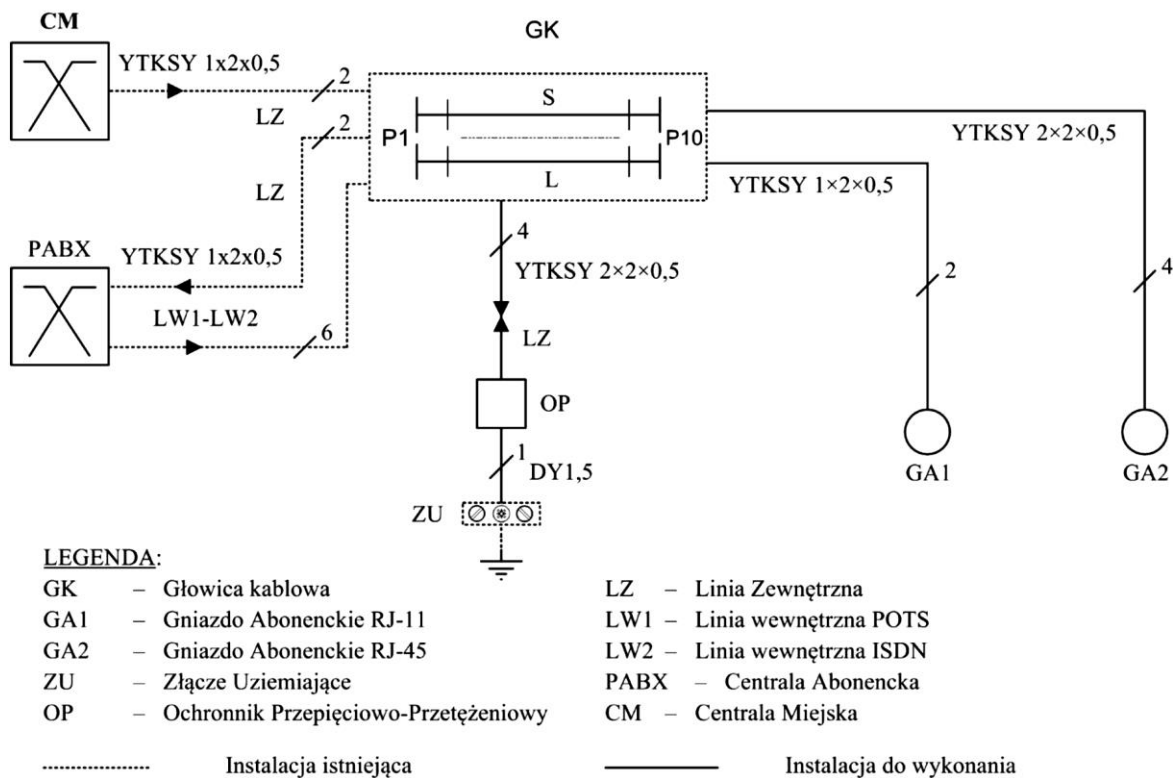 CM
GK
YTKSY 1x2x0,5
2
S
LZ
2
P1
P10
YTKSY 2×2×0,5
L
YTKSY 1×2×0,5
LZ
PABX
4
YTKSY 1x2x0,5
YTKSY 2×2×0,5
2
4
LW1-LW2
6
LZ
OP
1
DY1,5
GA1
GA2
ZU
LEGENDA:
GK – Głowica kablowa
GA1 – Gniazdo Abonenckie RJ-11
GA2 – Gniazdo Abonenckie RJ-45
ZU – Złącze Uziemiające
OP – Ochronnik Przepięciowo-Przetężeniowy
LZ – Linia Zewnętrzna
LW1 – Linia wewnętrzna POTS
LW2 – Linia wewnętrzna ISDN
PABX – Centrala Abonencka
CM – Centrala Miejska
Instalacja istniejąca
Instalacja do wykonania